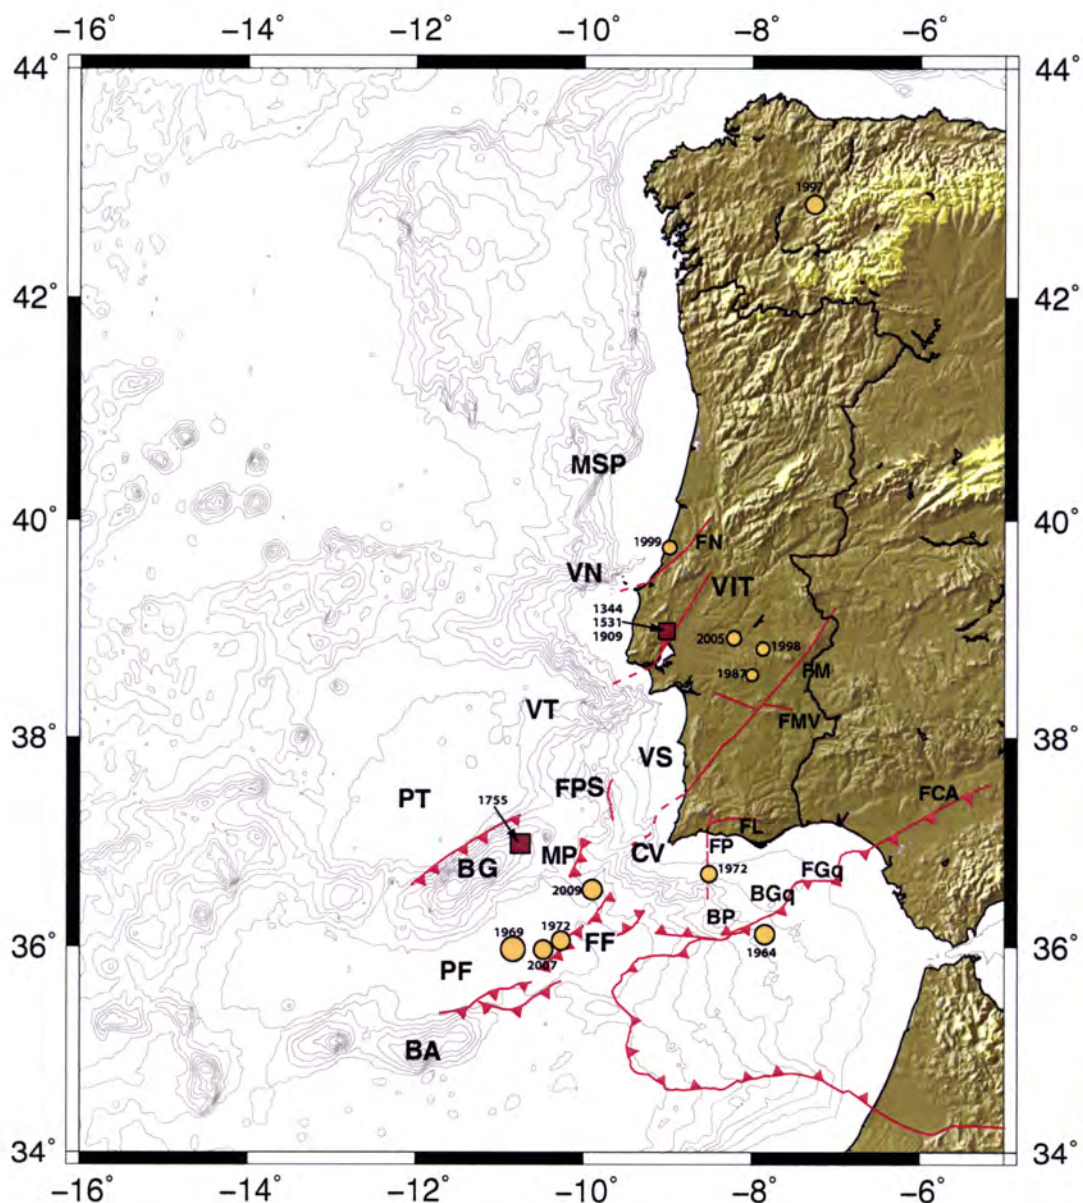 −16° −14° −12° −10° −8° −6°
44° 44°
1997
42° 42°
MSP
40° 40°
1999 FN
VN VIT
1344
1531
1909
2005 1998
1987 FM
VT FMV
38° 38°
VS
FPS
PT 1755 FCA
FL
MP CV FP
BG 1972 FGq
2009 BGq
BP
1969 1972 FF
36° 36°
2007 1964
PF
BA
34° 34°
−16° −14° −12° −10° −8° −6°